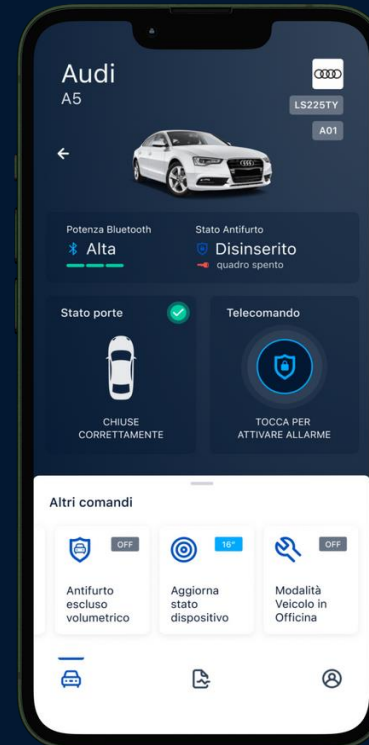 Audi
A5
LS225TY
A01
Potenza Bluetooth
Alta
Stato Antifurto
Disinserito
quadro spento
Stato porte
CHIUSE
CORRETTAMENTE
Telecomando
TOCCA PER
ATTIVARE ALLARME
Altri comandi
OFF
Antifurto
escluso
volumetrico
16"
Aggiorna
stato
dispositivo
OFF
Modalità
Veicolo in
Officina